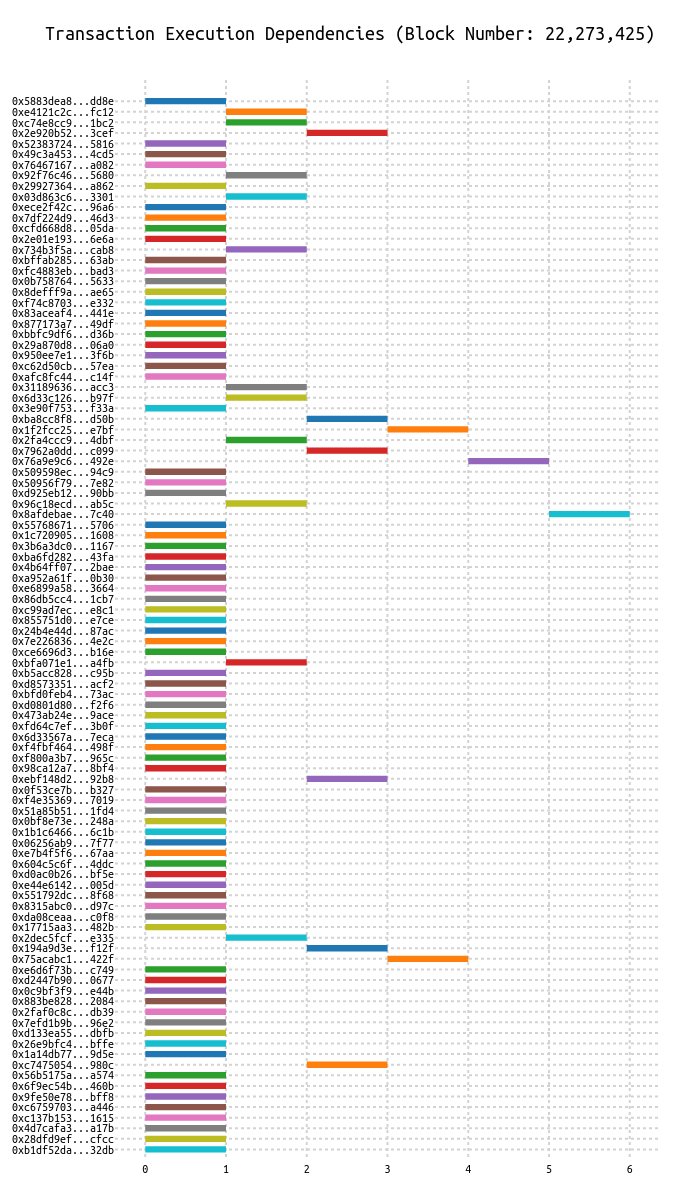 Transaction Execution Dependencies (Block Number: 22,273,425)
0x5883dea8...dd8e
0xe4121c2c...fc12
0xc74e8cc9...1bc2
0x2e920b52...3cef
0x52383724...5816
0x49c3a453...4cd5
0x76467167...a082
0x92f76c46...5680
0x29927364...a862
0x03d863c6...3301
0xece2f42c...96a6
0x7df224d9...46d3
0xcfd668d8...05da
0x2e01e193...6e6a
0x734b3f5a...cab8
0xbffab285...63ab
0xfc4883eb...bad3
0x0b758764...5633
0x8defff9a...ae65
0xf74c8703...e332
0x83aceaf4...441e
0x877173a7...49df
0xbbfc9df6...d36b
0x29a870d8...06a0
0x950ee7e1...3f6b
0xc62d50cb...57ea
0xafc8fc44...c14f
0x31189636...acc3
0x6d33c126...b97f
0x3e90f753...f33a
0xba8cc8f8...d50b
0x1f2fcc25...e7bf
0x2fa4ccc9...4dbf
0x7962a0dd...c099
0x76a9e9c6...492e
0x509598ec...94c9
0x50956f79...7e82
0xd925eb12...90bb
0x96c18ecd...ab5c
0x8afdebae...7c40
0x55768671...5706
0x1c720905...1608
0x3b6a3dc0...1167
0xba6fd282...43fa
0x4b64ff07...2bae
0xa952a61f...0b30
0xe6899a58...3664
0x86db5cc4...1cb7
0xc99ad7ec...e8c1
0x855751d0...e7ce
0x24b4e44d...87ac
0x7e226836...4e2c
0xce6696d3...b16e
0xbfa071e1...a4fb
0xb5acc828...c95b
0xd8573351...acf2
0xbfd0feb4...73ac
0xd0801d80...f2f6
0x473ab24e...9ace
0xfd64c7ef...3b0f
0x6d33567a...7eca
0xf4fbf464...498f
0xf800a3b7...965c
0x98ca12a7...8bf4
0xebf148d2...92b8
0x0f53ce7b...b327
0xf4e35369...7019
0x51a85b51...1fd4
0x0bf8e73e...248a
0x1b1c6466...6c1b
0x06256ab9...7f77
0xe7b4f5f6...67aa
0x604c5c6f...4ddc
0xd0ac0b26...bf5e
0xe44e6142...005d
0x551792dc...8f68
0x8315abc0...d97c
0xda08ceaa...c0f8
0x17715aa3...482b
0x2dec5fcf...e335
0x194a9d3e...f12f
0x75acabc1...422f
0xe6d6f73b...c749
0xd2447b90...0677
0x0c9bf3f9...e44b
0x883be828...2084
0x2faf0c8c...db39
0x7efd1b9b...96e2
0xd133ea55...dbfb
0x26e9bfc4...bffe
0x1a14db77...9d5e
0xc7475054...980c
0x56b5175a...a574
0x6f9ec54b...460b
0x9fe50e78...bff8
0xc6759703...a446
0xc137b153...1615
0x4d7cafa3...a17b
0x28dfd9ef...cfcc
0xb1df52da...32db
0 1 2 3 4 5 6